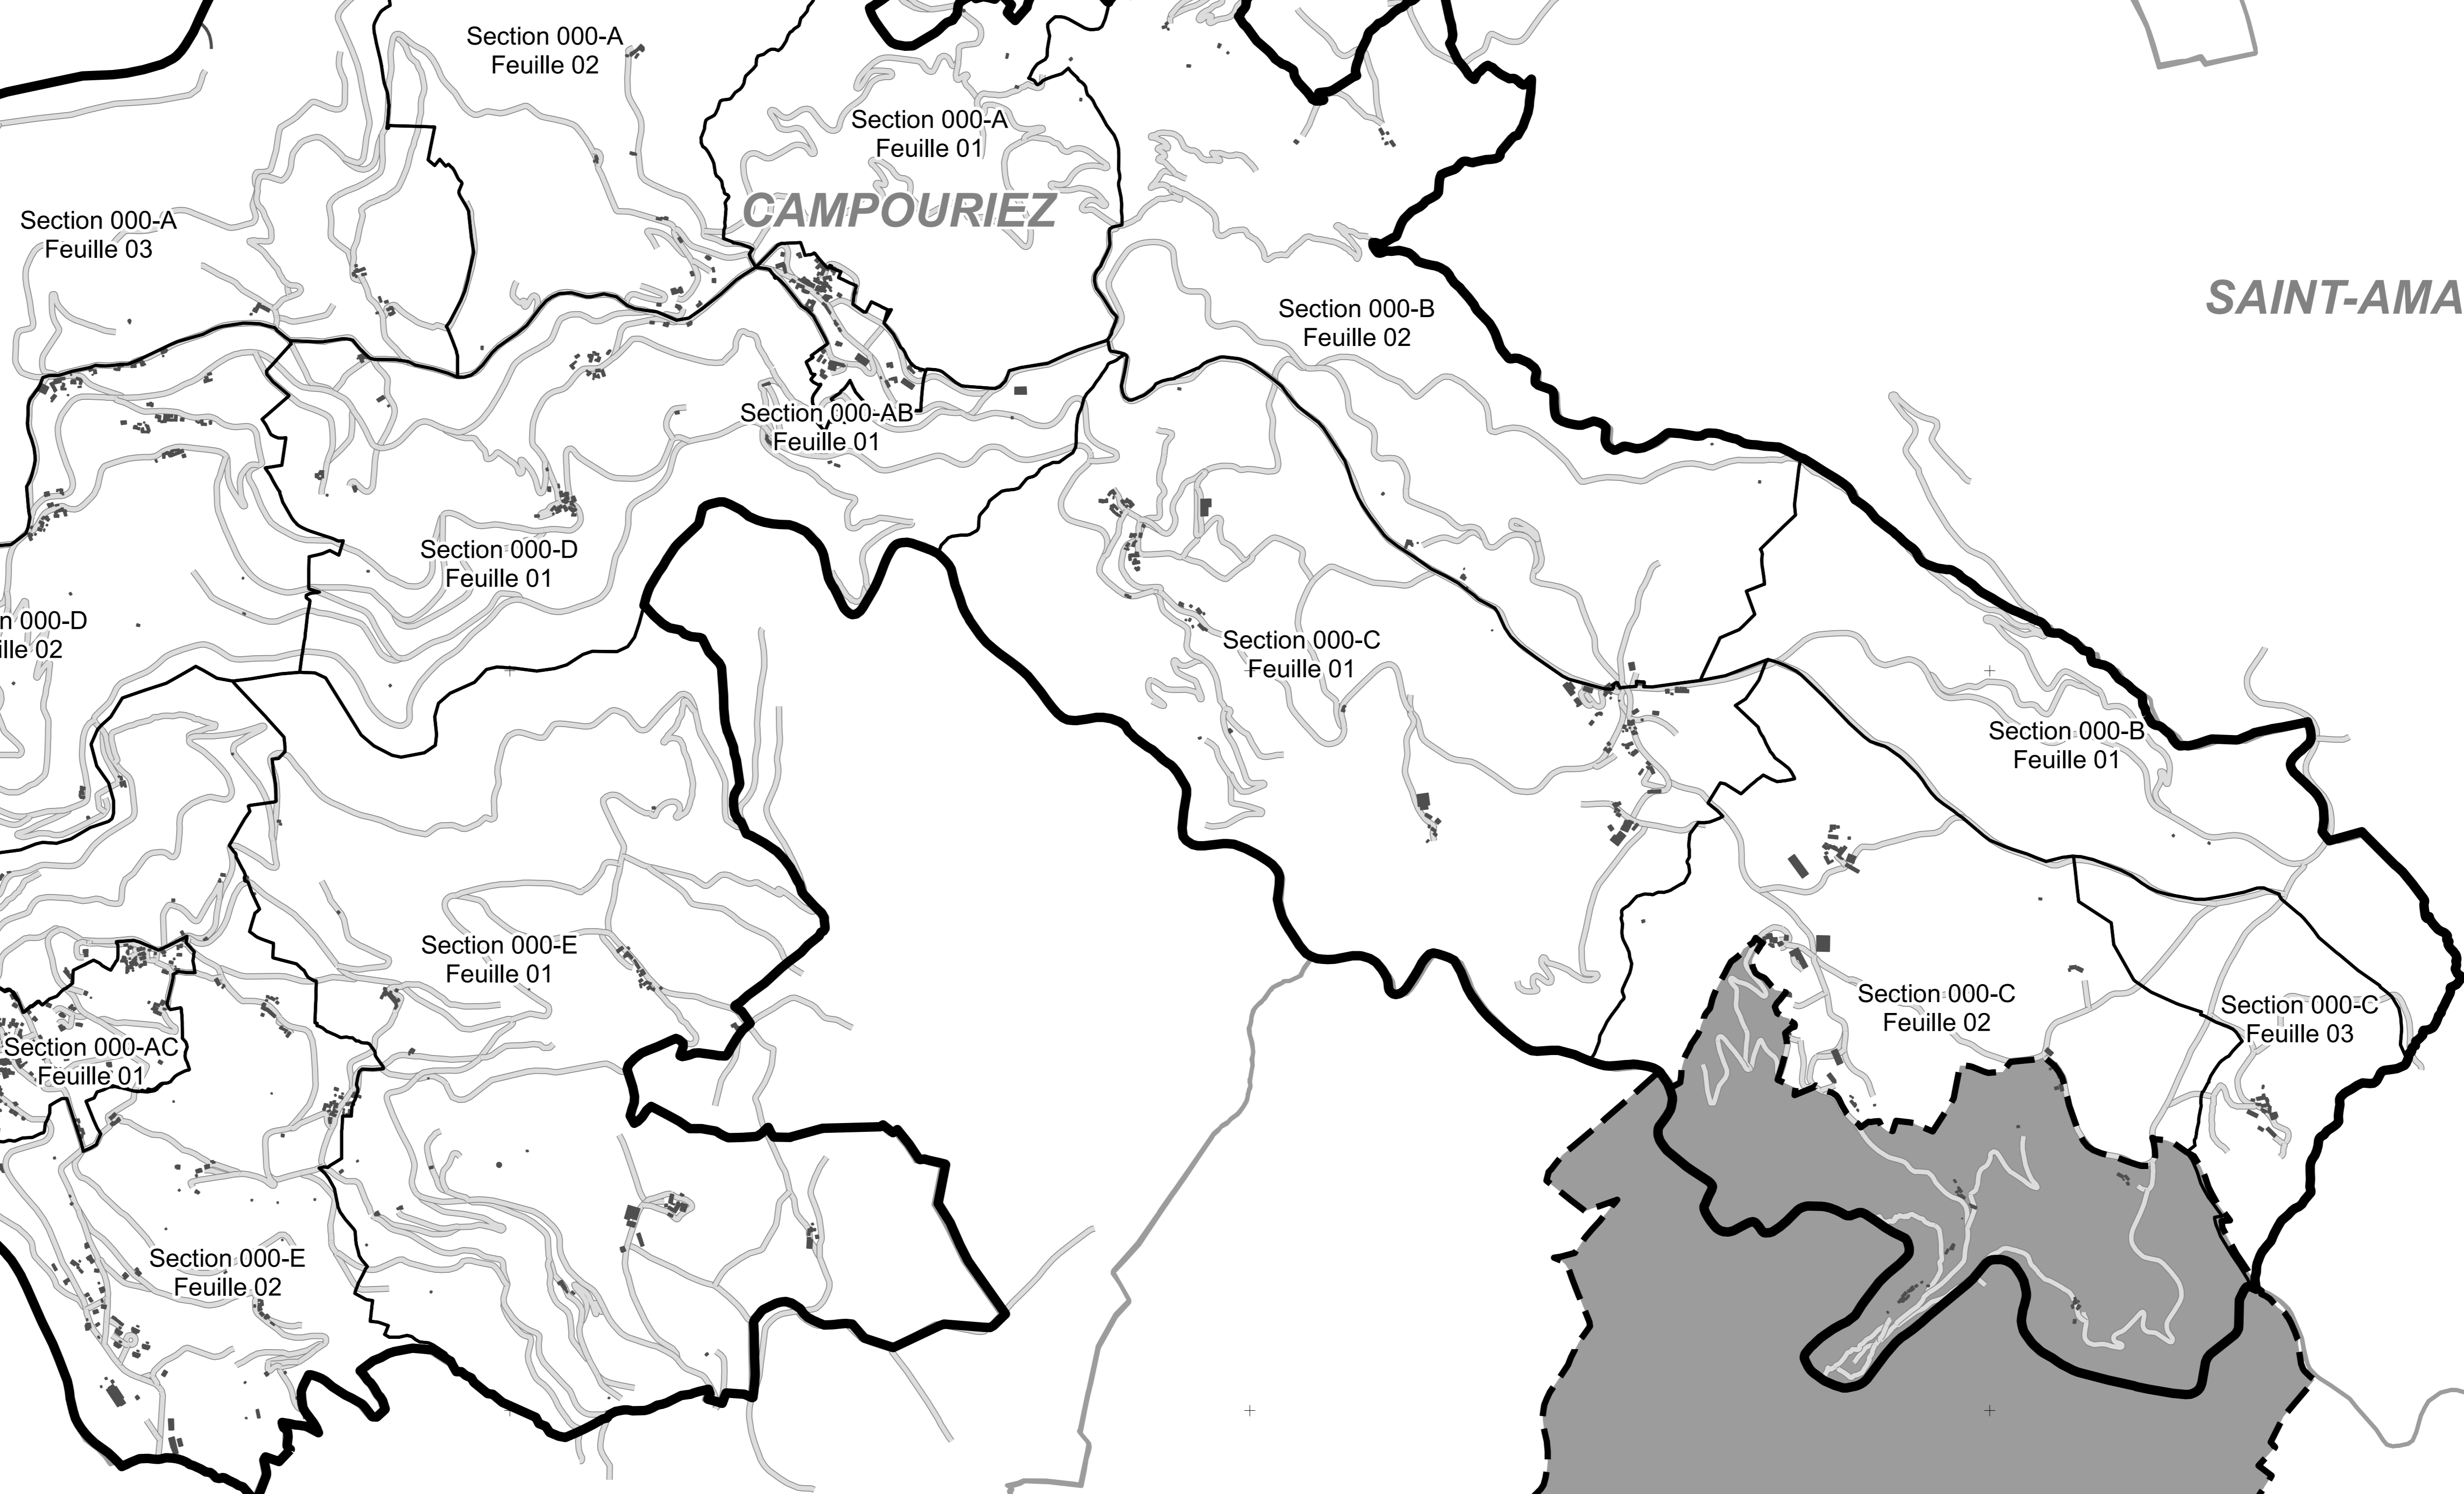 Section 000-A
Feuille 02
Section 000-A
Feuille 01
CAMPOURIEZ
Section 000-A
Feuille 03
SAINT-AMA
Section 000-B
Feuille 02
Section 000-AB
Feuille 01
Section 000-D
Feuille 01
n 000-D
ille 02
Section 000-C
Feuille 01
Section 000-B
Feuille 01
Section 000-E
Feuille 01
Section 000-C
Feuille 02
Section 000-C
Feuille 03
Section 000-AC
Feuille 01
Section 000-E
Feuille 02